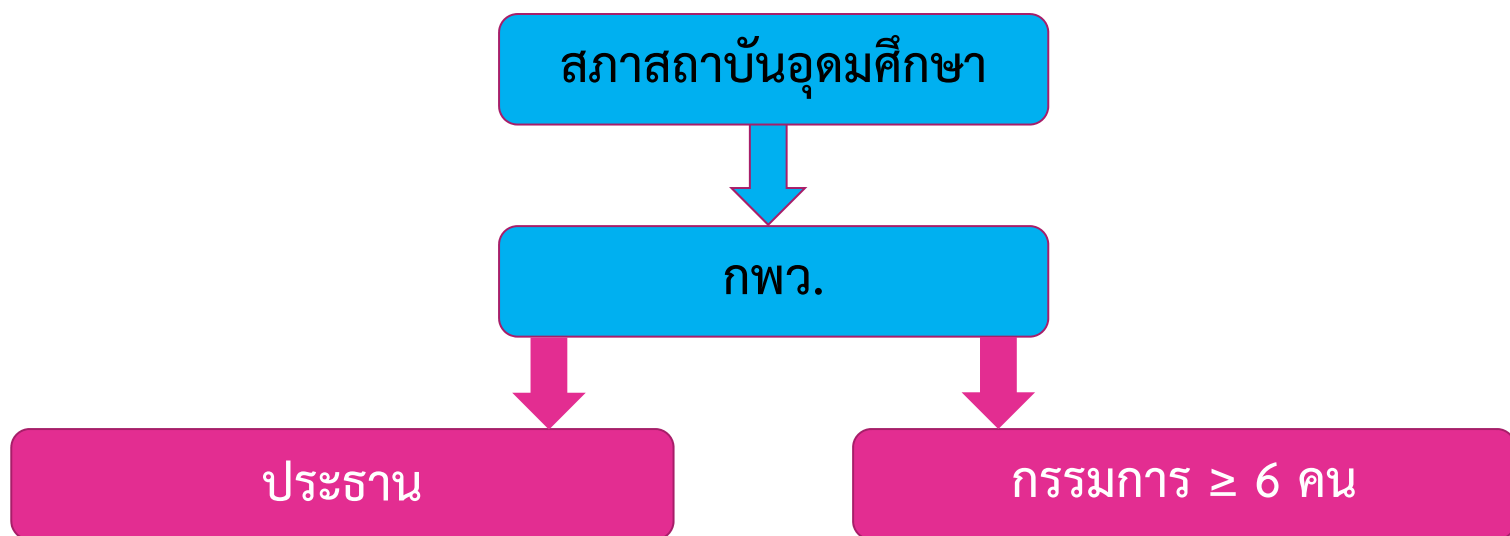 สภาสถาบันอุดมศึกษา
กพว.
ประธาน
กรรมการ ≥ 6 คน